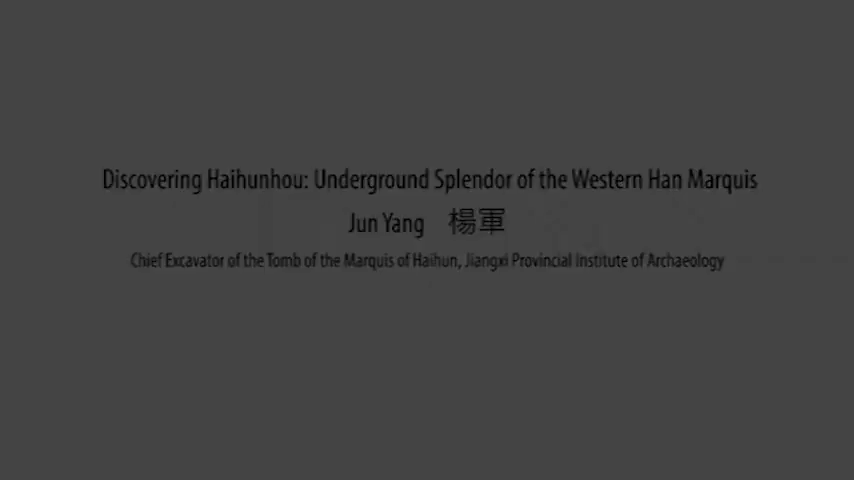 Discovering Haihunhou: Underground Splendor of the Western Han Marquis
Jun Yang 楊軍
Chief Excavator of the Tomb of the Marquis of Haihun, Jiangxi Provincial Institute of Archaeology